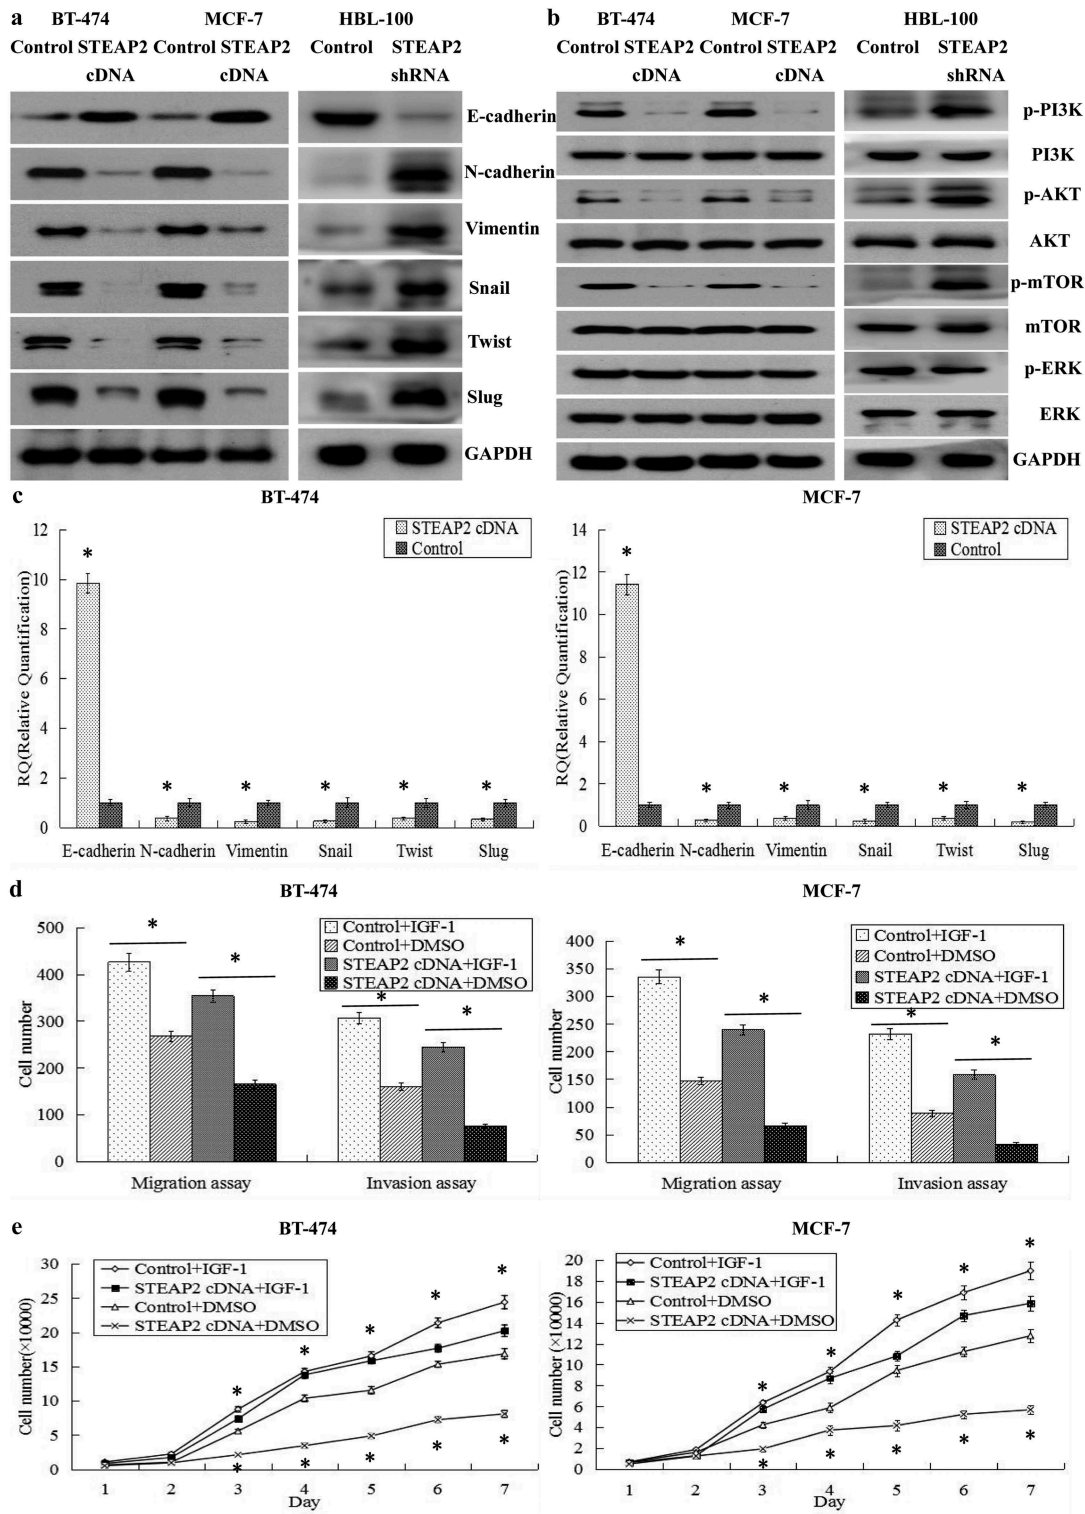 a
BT-474 MCF-7 HBL-100
Control STEAP2 Control STEAP2 Control STEAP2
cDNA cDNA shRNA
E-cadherin
N-cadherin
Vimentin
Snail
Twist
Slug
GAPDH
b
BT-474 MCF-7 HBL-100
Control STEAP2 Control STEAP2 Control STEAP2
cDNA cDNA shRNA
p-PI3K
PI3K
p-AKT
AKT
p-mTOR
mTOR
p-ERK
ERK
GAPDH
c
BT-474
RQ(Relative Quantification)
12
10
8
6
4
2
0
STEAP2 cDNA
Control
* * * * * *
E-cadherin N-cadherin Vimentin Snail Twist Slug
MCF-7
RQ(Relative Quantification)
14
12
10
8
6
4
2
0
STEAP2 cDNA
Control
* * * * * *
E-cadherin N-cadherin Vimentin Snail Twist Slug
d
BT-474
Cell number
500
400
300
200
100
0
Control+IGF-1
Control+DMSO
STEAP2 cDNA+IGF-1
STEAP2 cDNA+DMSO
* * * *
Migration assay Invasion assay
MCF-7
Cell number
400
350
300
250
200
150
100
50
0
Control+IGF-1
Control+DMSO
STEAP2 cDNA+IGF-1
STEAP2 cDNA+DMSO
* * * *
Migration assay Invasion assay
e
BT-474
Cell number(×10000)
30
25
20
15
10
5
0
Control+IGF-1
STEAP2 cDNA+IGF-1
Control+DMSO
STEAP2 cDNA+DMSO
* * * * *
* * * * *
1 2 3 4 5 6 7
Day
MCF-7
Cell number(×10000)
20
18
16
14
12
10
8
6
4
2
0
Control+IGF-1
STEAP2 cDNA+IGF-1
Control+DMSO
STEAP2 cDNA+DMSO
* * * * *
* * * * *
1 2 3 4 5 6 7
Day